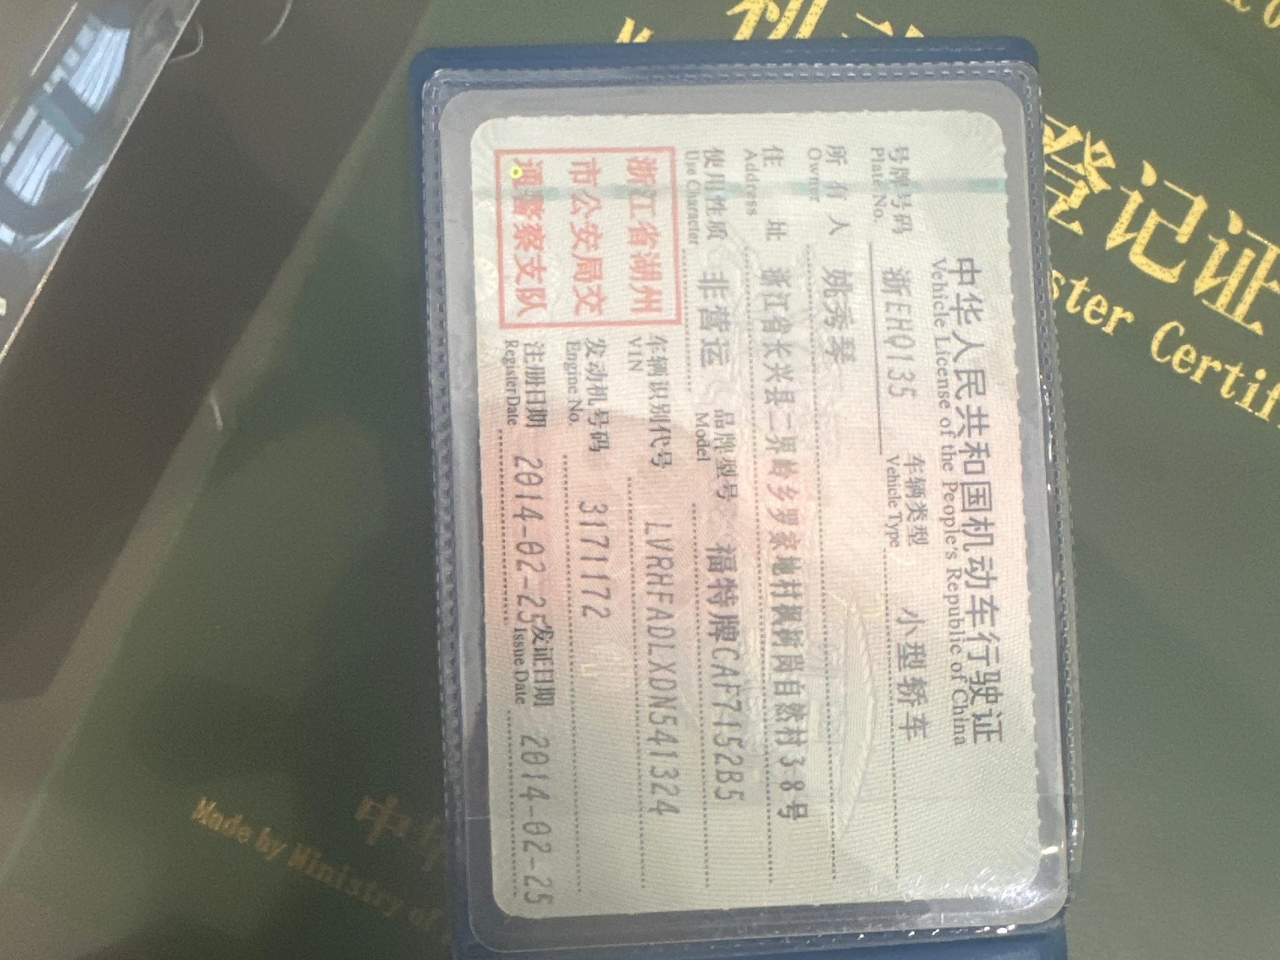 中华人民共和国机动车行驶证
Vehicle License of the People's Republic of China
号牌号码 浙EHQ135 车辆类型 小型轿车
Plate No. Vehicle Type
所有人 姚秀琴
Owner
住址 浙江省长兴县二界岭乡罗家地村枫树岗自然村38号
Address
使用性质 非营运 品牌型号 福特牌CAF7152B5
Use Character Model
浙江省湖州
市公安局交
通警察支队
车辆识别代号 LVRHFADLXDN541324
VIN
发动机号码 3171172
Engine No.
注册日期 2014-02-25 发证日期 2014-02-25
Register Date Issue Date
登记证
ster Certif
Made by Ministry of
中华